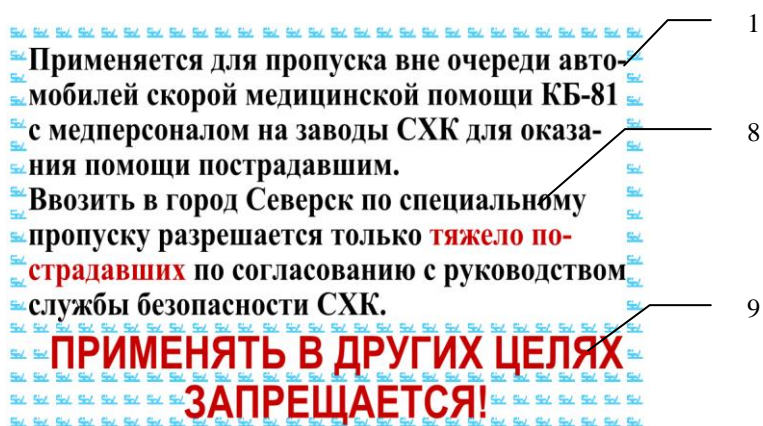 Применяется для пропуска вне очереди авто-
мобилей скорой медицинской помощи КБ-81
с медперсоналом на заводы СХК для оказа-
ния помощи пострадавшим.
Ввозить в город Северск по специальному
пропуску разрешается только тяжело по-
страдавших по согласованию с руководством
службы безопасности СХК.
ПРИМЕНЯТЬ В ДРУГИХ ЦЕЛЯХ
ЗАПРЕЩАЕТСЯ!
1
8
9